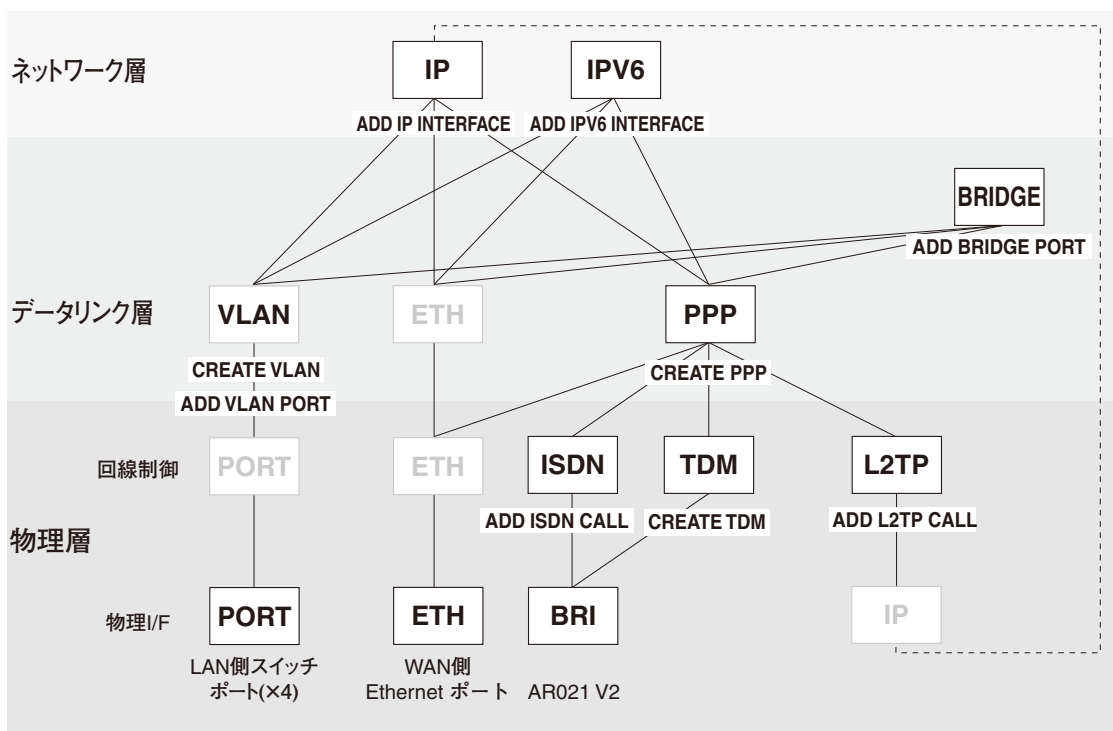 ネットワーク層
IP
IPV6
ADD IP INTERFACE
ADD IPV6 INTERFACE
BRIDGE
ADD BRIDGE PORT
データリンク層
VLAN
ETH
PPP
CREATE VLAN
CREATE PPP
ADD VLAN PORT
回線制御
PORT
ETH
ISDN
TDM
L2TP
ADD ISDN CALL
CREATE TDM
ADD L2TP CALL
物理層
物理I/F
PORT
ETH
BRI
IP
LAN側スイッチ
ポート(×4)
WAN側
Ethernet ポート
AR021 V2